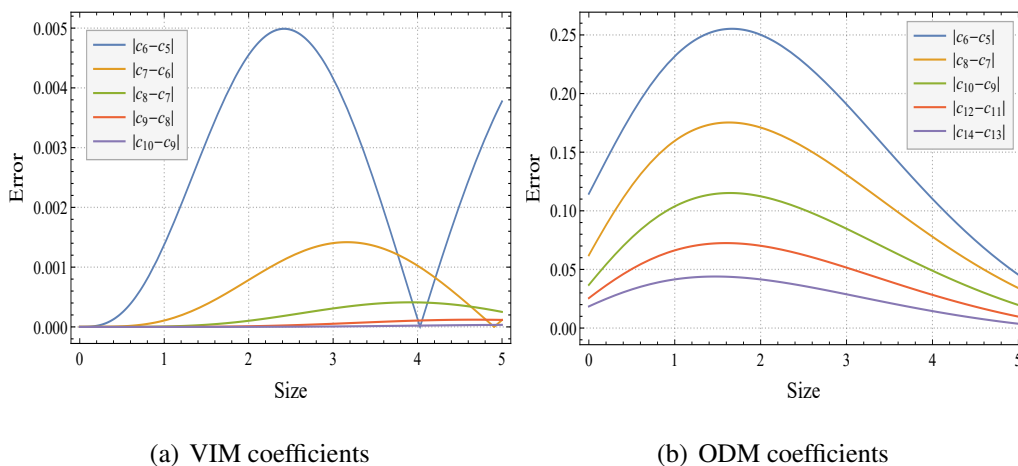 0.005
0.004
0.003
0.002
0.001
0.000
Error
|c6−c5|
|c7−c6|
|c8−c7|
|c9−c8|
|c10−c9|
0 1 2 3 4 5
Size
(a) VIM coefficients
0.25
0.20
0.15
0.10
0.05
0.00
Error
|c6−c5|
|c8−c7|
|c10−c9|
|c12−c11|
|c14−c13|
0 1 2 3 4 5
Size
(b) ODM coefficients